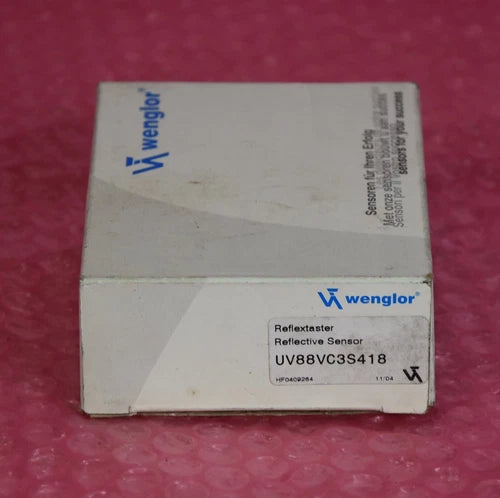 wenglor®
Sensoren für Ihren Erfolg
Met onze sensoren bouwt u aan succes
sensors for your success
wenglor®
Reflextaster
Reflective Sensor
UV88VC3S418
HF0409264
11/04